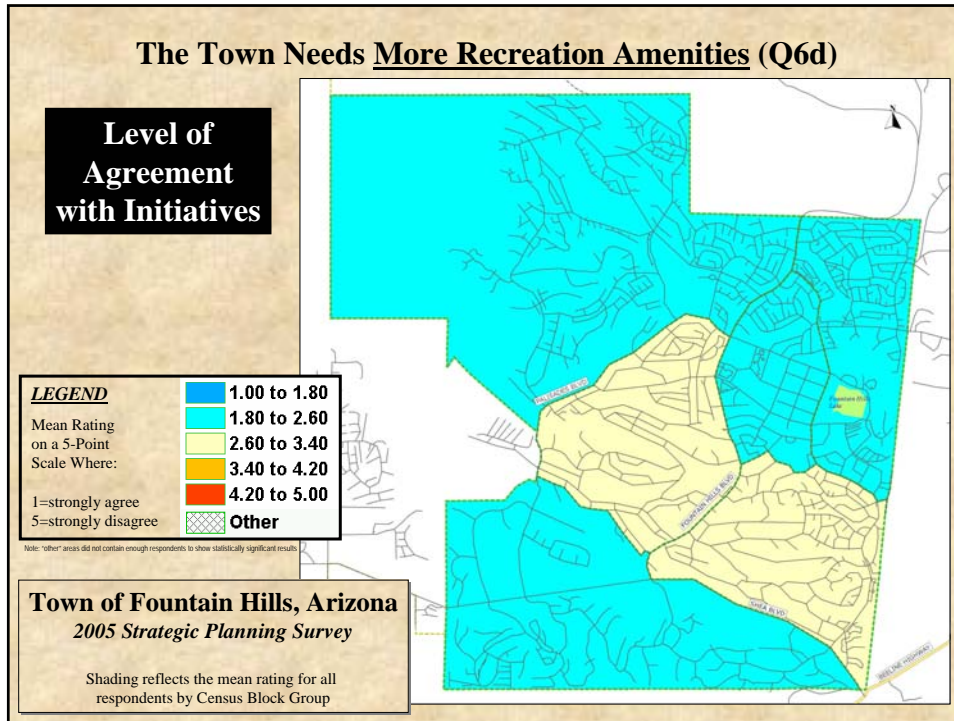 The Town Needs More Recreation Amenities (Q6d)
Level of
Agreement
with Initiatives
PALISADES BLVD
Fountain Hills
Lake
FOUNTAIN HILLS BLVD
SHEA BLVD
BEELINE HIGHWAY
LEGEND
Mean Rating
on a 5-Point
Scale Where:
1=strongly agree
5=strongly disagree
1.00 to 1.80
1.80 to 2.60
2.60 to 3.40
3.40 to 4.20
4.20 to 5.00
Other
Note: "other" areas did not contain enough respondents to show statistically significant results
Town of Fountain Hills, Arizona
2005 Strategic Planning Survey
Shading reflects the mean rating for all
respondents by Census Block Group